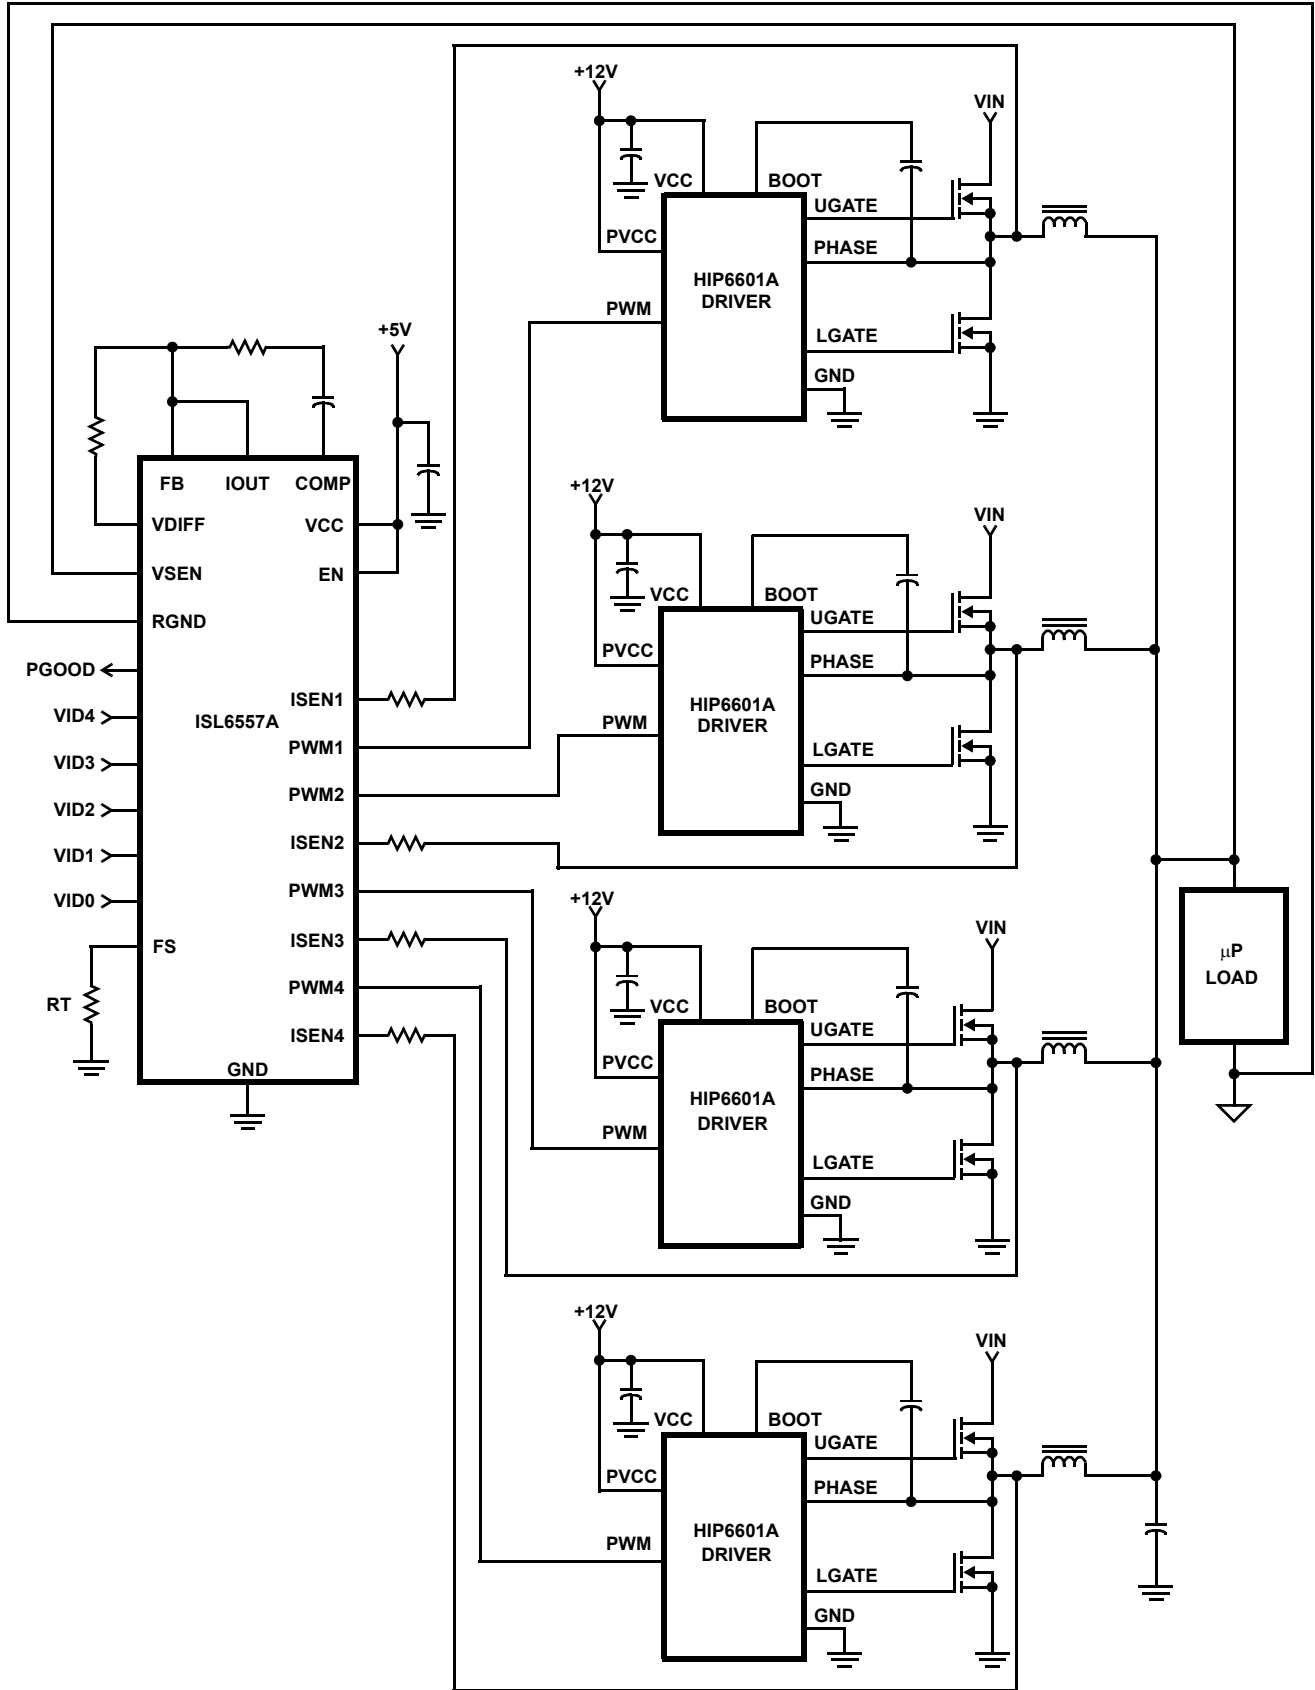 +12V
VIN
VCC
BOOT
UGATE
PVCC
PHASE
HIP6601A
DRIVER
PWM
LGATE
GND
+5V
FB
IOUT
COMP
VDIFF
VCC
VSEN
EN
RGND
PGOOD
ISEN1
VID4
ISL6557A
PWM1
VID3
PWM2
VID2
ISEN2
VID1
PWM3
VID0
ISEN3
FS
PWM4
RT
ISEN4
GND
+12V
VIN
VCC
BOOT
UGATE
PVCC
PHASE
HIP6601A
DRIVER
PWM
LGATE
GND
+12V
VIN
VCC
BOOT
UGATE
PVCC
PHASE
HIP6601A
DRIVER
PWM
LGATE
GND
µP
LOAD
+12V
VIN
VCC
BOOT
UGATE
PVCC
PHASE
HIP6601A
DRIVER
PWM
LGATE
GND